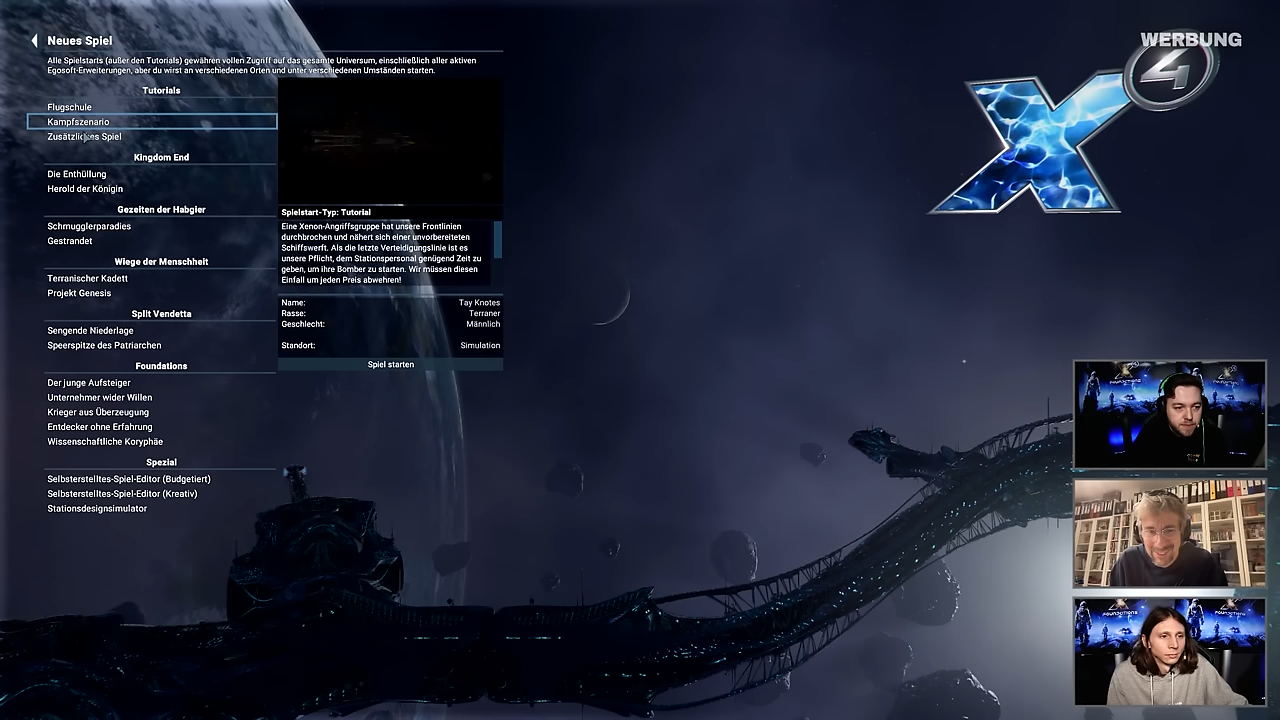 Neues Spiel
WERBUNG
X
4
Alle Spielstarts (außer den Tutorials) gewähren vollen Zugriff auf das gesamte Universum, einschließlich aller aktiven
Egosoft-Erweiterungen, aber du wirst an verschiedenen Orten und unter verschiedenen Umständen starten.
Tutorials
Flugschule
Kampfszenario
Zusätzliches Spiel
Kingdom End
Die Enthüllung
Herold der Königin
Gezeiten der Habgier
Schmugglerparadies
Gestrandet
Wiege der Menschheit
Terranischer Kadett
Projekt Genesis
Split Vendetta
Sengende Niederlage
Speerspitze des Patriarchen
Foundations
Der junge Aufsteiger
Unternehmer wider Willen
Krieger aus Überzeugung
Entdecker ohne Erfahrung
Wissenschaftliche Koryphäe
Spezial
Selbsterstelltes-Spiel-Editor (Budgetiert)
Selbsterstelltes-Spiel-Editor (Kreativ)
Stationsdesignsimulator
Spielstart-Typ: Tutorial
Eine Xenon-Angriffsgruppe hat unsere Frontlinien
durchbrochen und nähert sich einer unvorbereiteten
Schiffswerft. Als die letzte Verteidigungslinie ist es
unsere Pflicht, dem Stationspersonal genügend Zeit zu
geben, um ihre Bomber zu starten. Wir müssen diesen
Einfall um jeden Preis abwehren!
Name: Tay Knotes
Rasse: Terraner
Geschlecht: Männlich
Standort: Simulation
Spiel starten
FOUNDATIONS
FOUNDATIONS